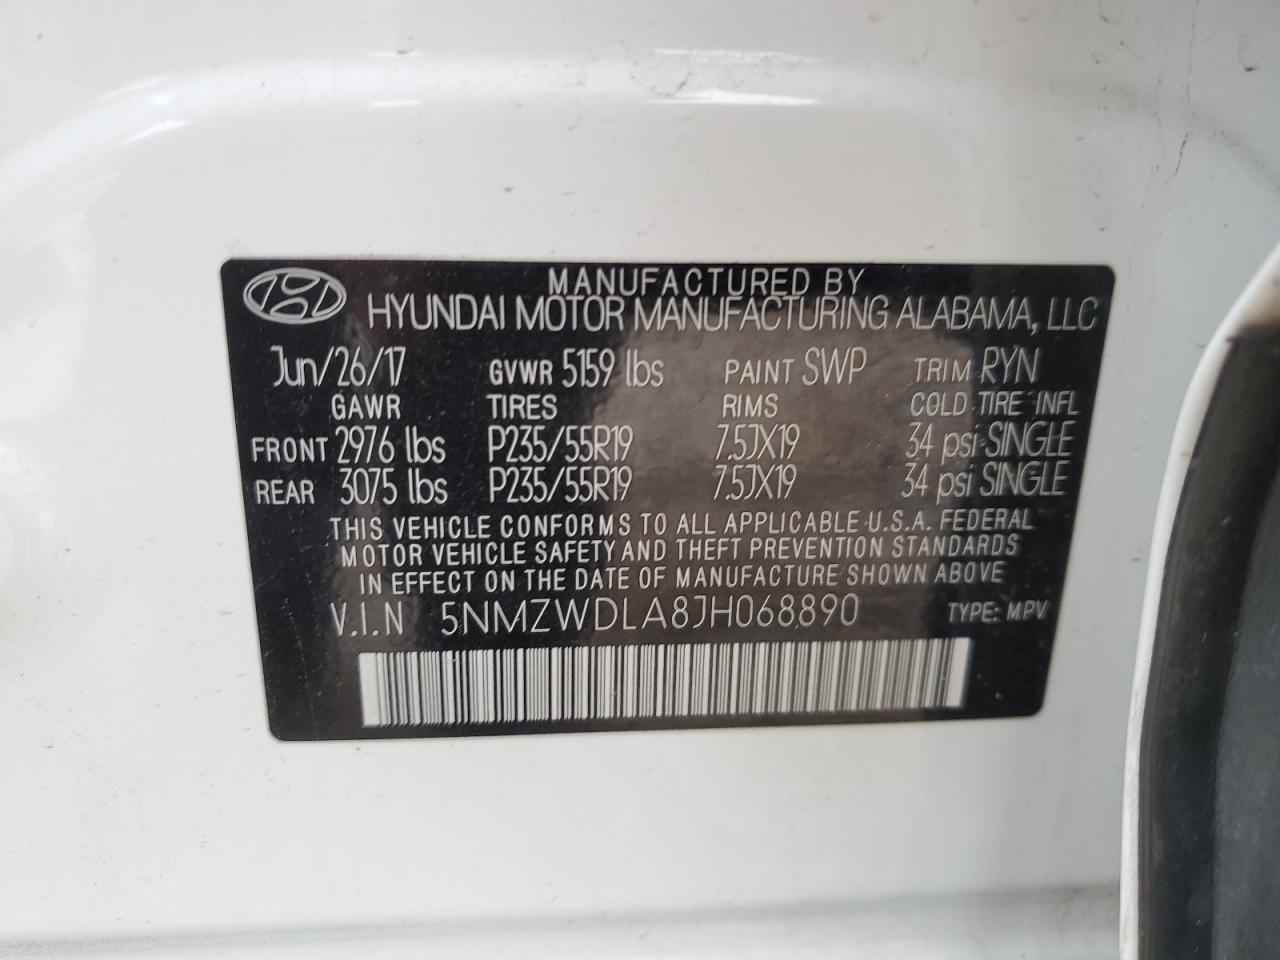 MANUFACTURED BY
HYUNDAI MOTOR MANUFACTURING ALABAMA, LLC
Jun/26/17 GVWR 5159 lbs PAINT SWP TRIM RYN
GAWR TIRES RIMS COLD TIRE INFL
FRONT 2976 lbs P235/55R19 7.5JX19 34 psi SINGLE
REAR 3075 lbs P235/55R19 7.5JX19 34 psi SINGLE
THIS VEHICLE CONFORMS TO ALL APPLICABLE U.S.A. FEDERAL
MOTOR VEHICLE SAFETY AND THEFT PREVENTION STANDARDS
IN EFFECT ON THE DATE OF MANUFACTURE SHOWN ABOVE
V.I.N 5NMZWDLA8JH068890 TYPE: MPV